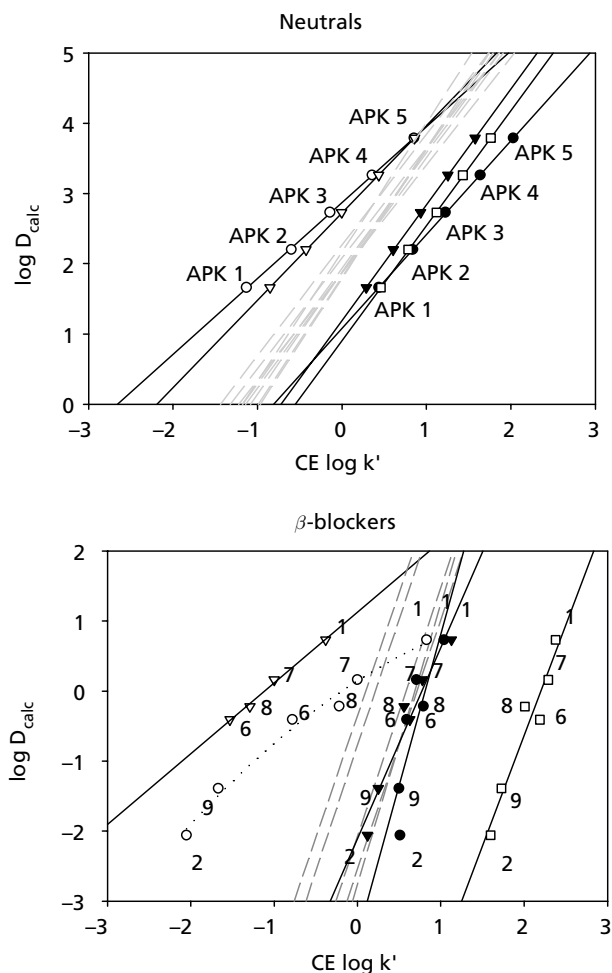 Neutrals
5
4
3
2
1
0
log D_calc
APK 5
APK 4
APK 3
APK 2
APK 1
APK 5
APK 4
APK 3
APK 2
APK 1
−3 −2 −1 0 1 2 3
CE log k'
β-blockers
2
1
0
−1
−2
−3
log D_calc
1 1 1 1 1
7 7 7 7
8 8 8 8
6 6 6 6 6
9 9 9 9
2 2 2 2
−3 −2 −1 0 1 2 3
CE log k'